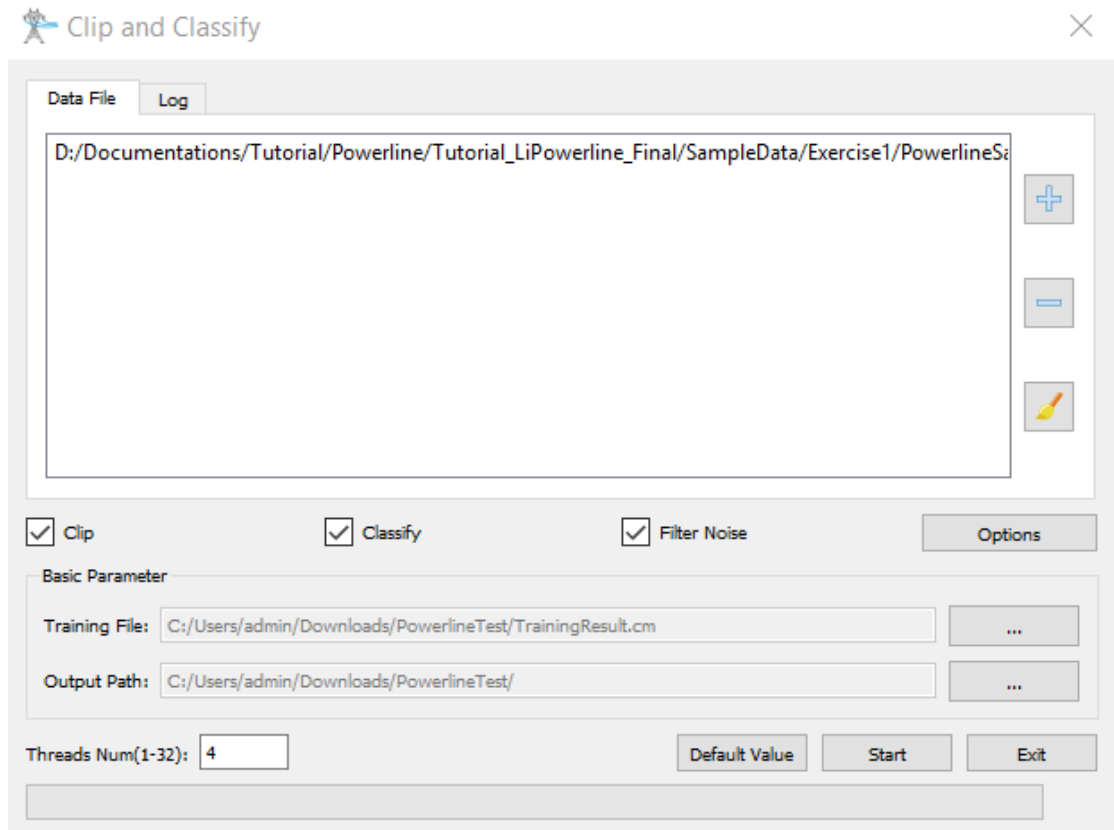 Clip and Classify
Data File Log
D:/Documentations/Tutorial/Powerline/Tutorial_LiPowerline_Final/SampleData/Exercise1/PowerlineSa
Clip Classify Filter Noise Options
Basic Parameter
Training File: C:/Users/admin/Downloads/PowerlineTest/TrainingResult.cm ...
Output Path: C:/Users/admin/Downloads/PowerlineTest/ ...
Threads Num(1-32): 4 Default Value Start Exit